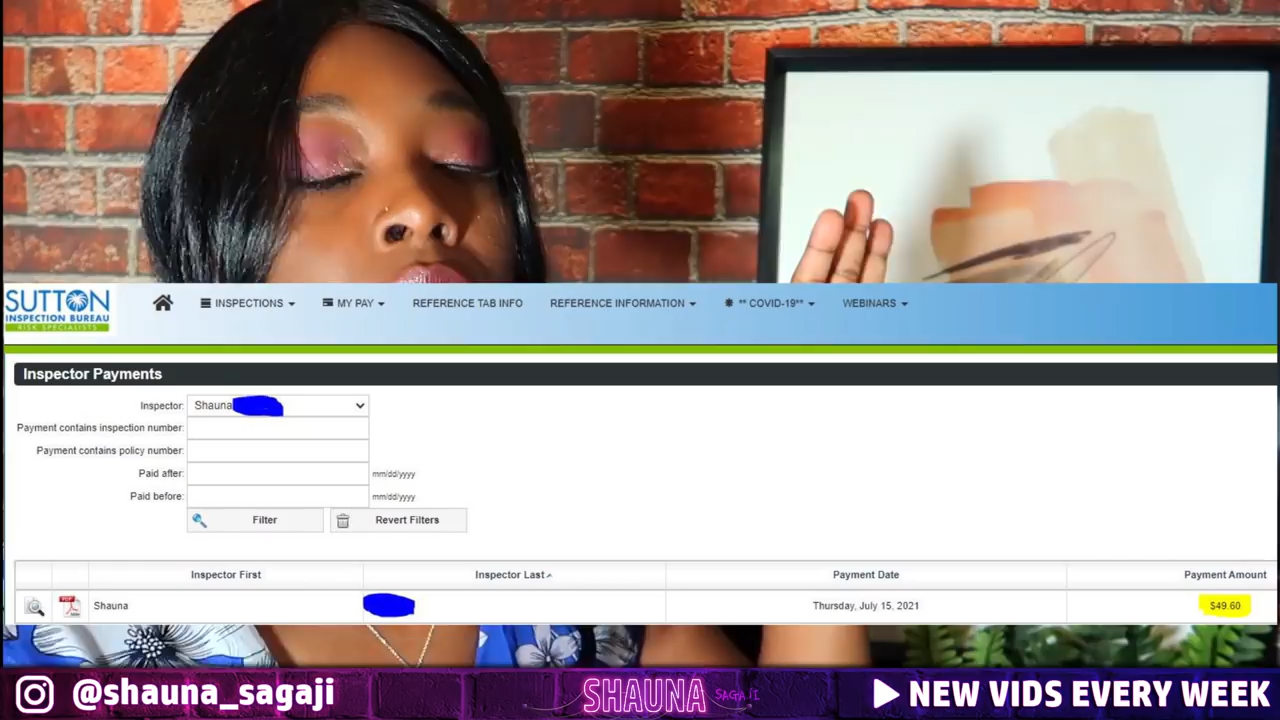 SUTTON
INSPECTION BUREAU
RISK SPECIALISTS
INSPECTIONS
MY PAY
REFERENCE TAB INFO
REFERENCE INFORMATION
** COVID-19**
WEBINARS
Inspector Payments
Inspector: Shauna
Payment contains inspection number:
Payment contains policy number:
Paid after: mm/dd/yyyy
Paid before: mm/dd/yyyy
Filter Revert Filters
Inspector First Inspector Last Payment Date Payment Amount
PDF Shauna Thursday, July 15, 2021 $49.60
@shauna_sagaji SHAUNA SAGAJI NEW VIDS EVERY WEEK